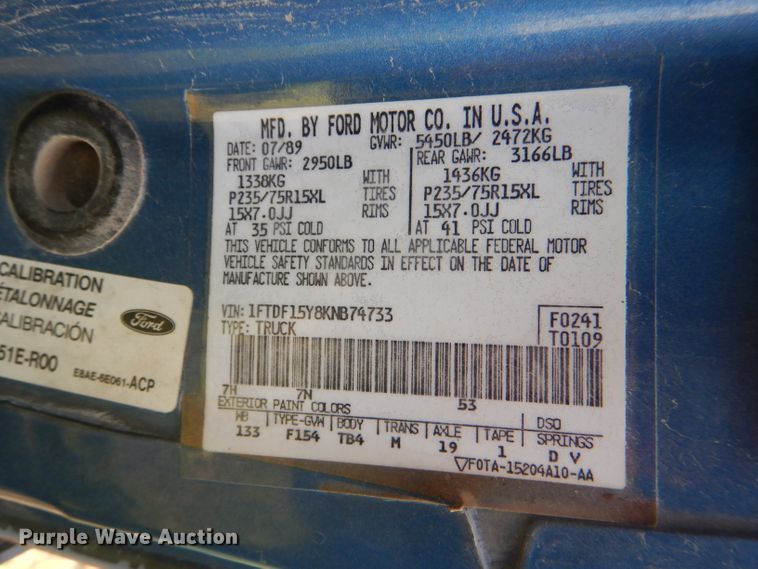 MFD. BY FORD MOTOR CO. IN U.S.A.
DATE: 07/89 GVWR: 5450LB/ 2472KG
FRONT GAWR: 2950LB REAR GAWR: 3166LB
1338KG WITH 1436KG WITH
P235/75R15XL TIRES P235/75R15XL TIRES
15X7.0JJ RIMS 15X7.0JJ RIMS
AT 35 PSI COLD AT 41 PSI COLD
THIS VEHICLE CONFORMS TO ALL APPLICABLE FEDERAL MOTOR
VEHICLE SAFETY STANDARDS IN EFFECT ON THE DATE OF
MANUFACTURE SHOWN ABOVE.
VIN: 1FTDF15Y8KNB74733 F0241
TYPE: TRUCK T0109
7H 7N 53
EXTERIOR PAINT COLORS DSO
WB TYPE-GVW BODY TRANS AXLE TAPE SPRINGS
133 F154 TB4 M 19 1 D V
F0TA-15204A10-AA
CALIBRATION
ÉTALONNAGE
CALIBRACIÓN
Ford
51E-R00
E8AE-6E061-ACP
Purple Wave Auction